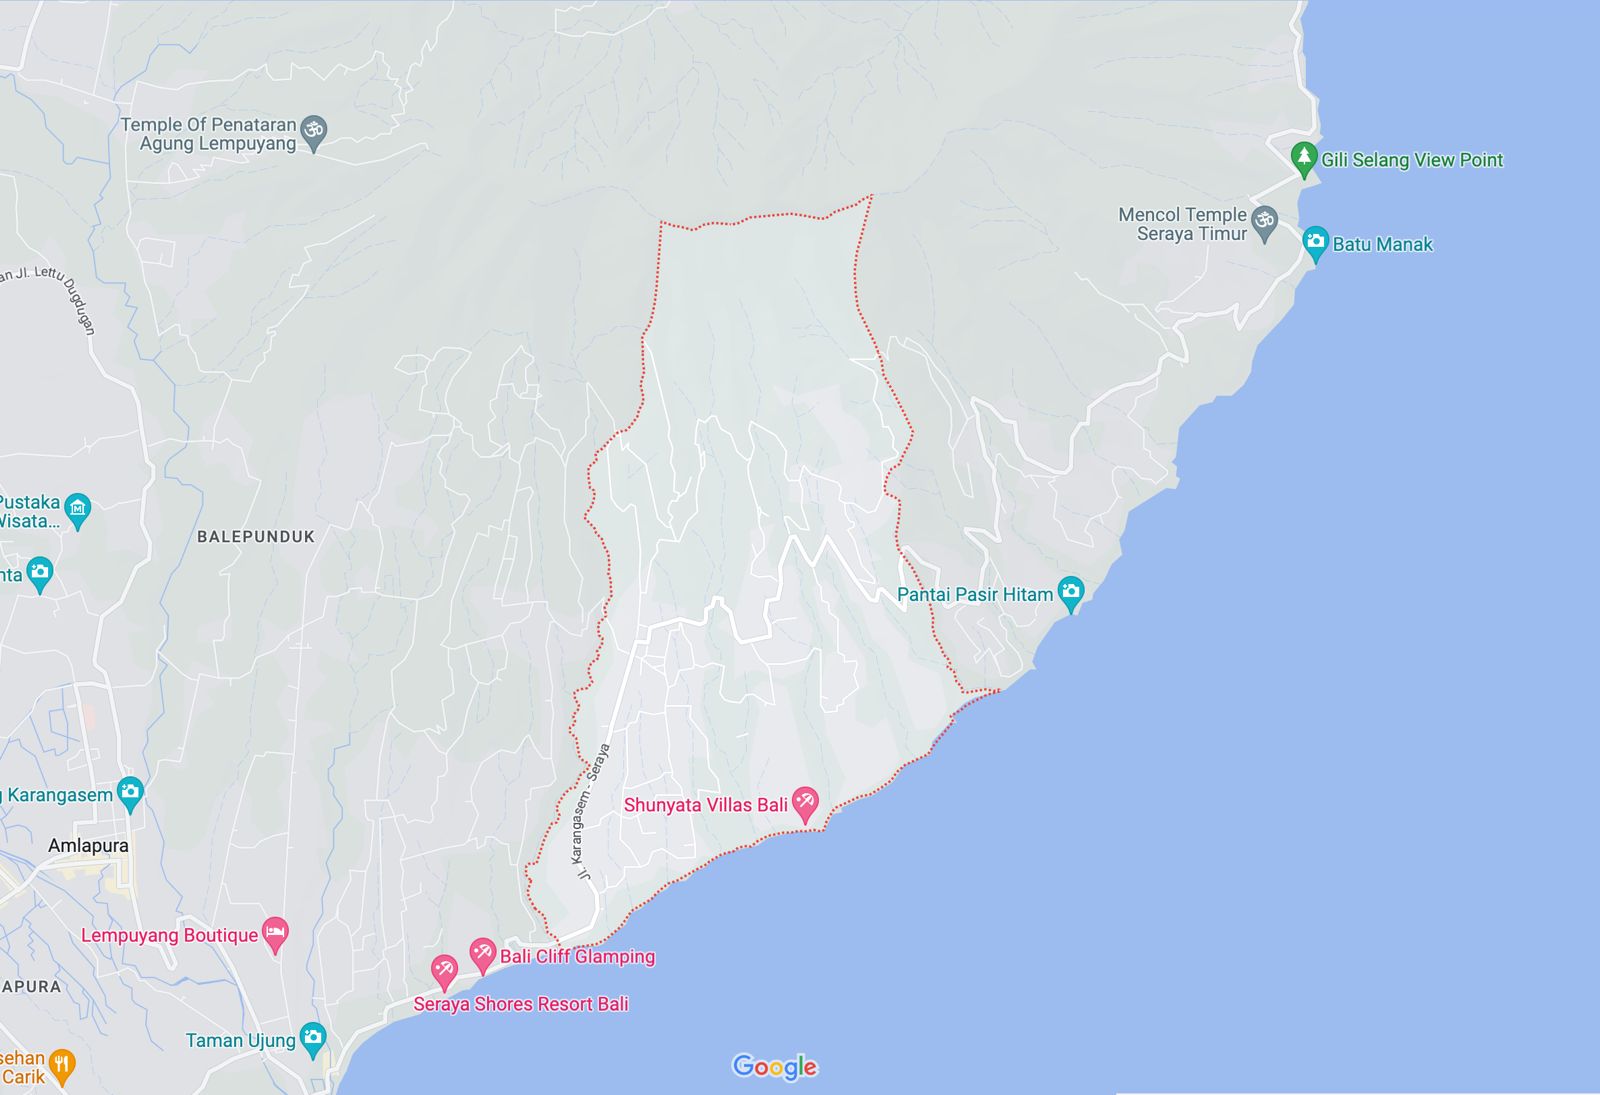 Temple Of Penataran
Agung Lempuyang
Gili Selang View Point
Mencol Temple
Seraya Timur
Batu Manak
an Jl. Lettu Dugdugan
Pustaka
Wisata...
BALEPUNDUK
nta
Pantai Pasir Hitam
Jl. Karangasem - Seraya
g Karangasem
Shunyata Villas Bali
Amlapura
Lempuyang Boutique
Bali Cliff Glamping
APURA
Seraya Shores Resort Bali
Taman Ujung
sehan
Carik
Google